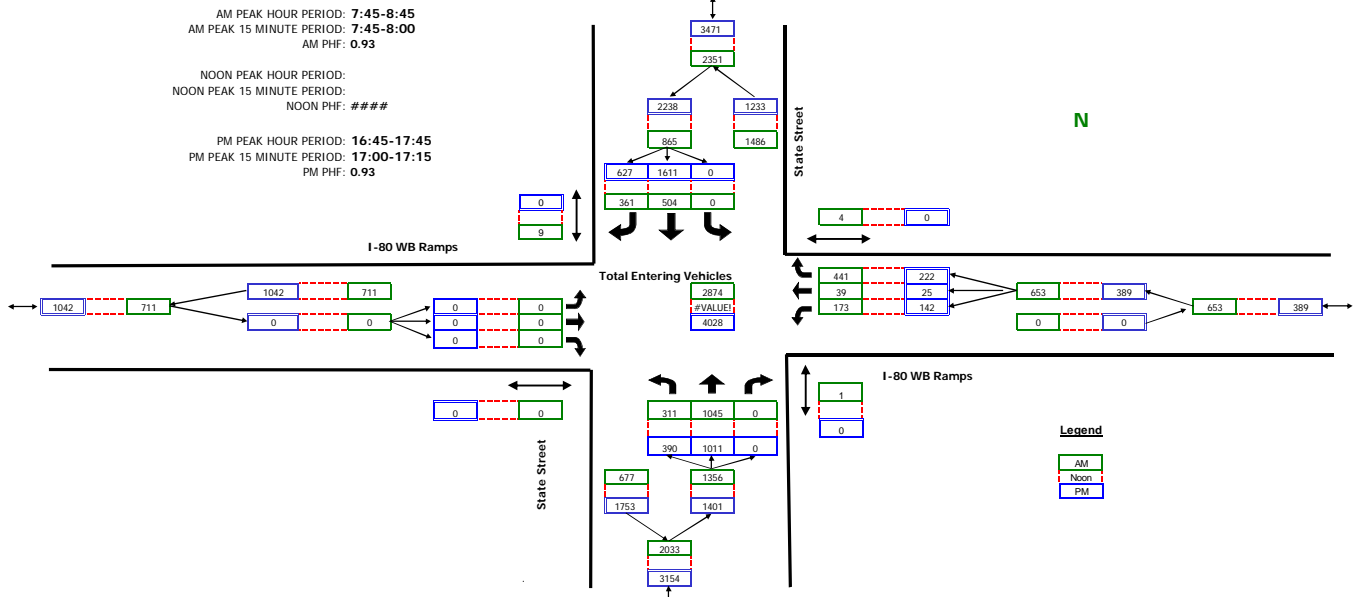 AM PEAK HOUR PERIOD: 7:45-8:45
AM PEAK 15 MINUTE PERIOD: 7:45-8:00
AM PHF: 0.93
NOON PEAK HOUR PERIOD:
NOON PEAK 15 MINUTE PERIOD:
NOON PHF: ####
PM PEAK HOUR PERIOD: 16:45-17:45
PM PEAK 15 MINUTE PERIOD: 17:00-17:15
PM PHF: 0.93
3471
2351
2238 1233
865 1486
627 1611 0
361 504 0
State Street
N
0
9
4 0
I-80 WB Ramps
Total Entering Vehicles
2874
#VALUE!
4028
1042 711
1042 711
0 0
0 0
0 0
0 0
441 222
39 25
173 142
653 389
0 0
653 389
I-80 WB Ramps
0 0
1
0
311 1045 0
390 1011 0
State Street
677 1356
1753 1401
2033
3154
Legend
AM
Noon
PM